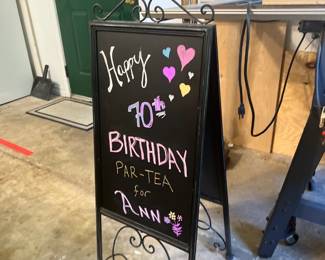 Happy
70th
BIRTHDAY
PAR-TEA
for
ANN